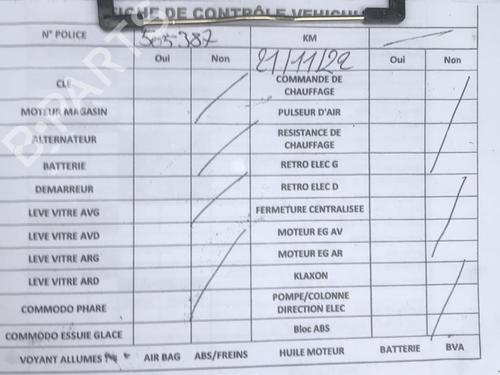 FICHE DE CONTRÔLE VEHICULE
N° POLICE 565387 KM
Oui Non 21/11/22 Oui Non
CLE COMMANDE DE CHAUFFAGE
MOTEUR MAGASIN PULSEUR D'AIR
ALTERNATEUR RESISTANCE DE CHAUFFAGE
BATTERIE RETRO ELEC G
DEMARREUR RETRO ELEC D
LEVE VITRE AVG FERMETURE CENTRALISEE
LEVE VITRE AVD MOTEUR EG AV
LEVE VITRE ARG MOTEUR EG AR
LEVE VITRE ARD KLAXON
COMMODO PHARE POMPE/COLONNE DIRECTION ELEC
COMMODO ESSUIE GLACE Bloc ABS
VOYANT ALLUMES AIR BAG ABS/FREINS HUILE MOTEUR BATTERIE BVA
B-PARTS